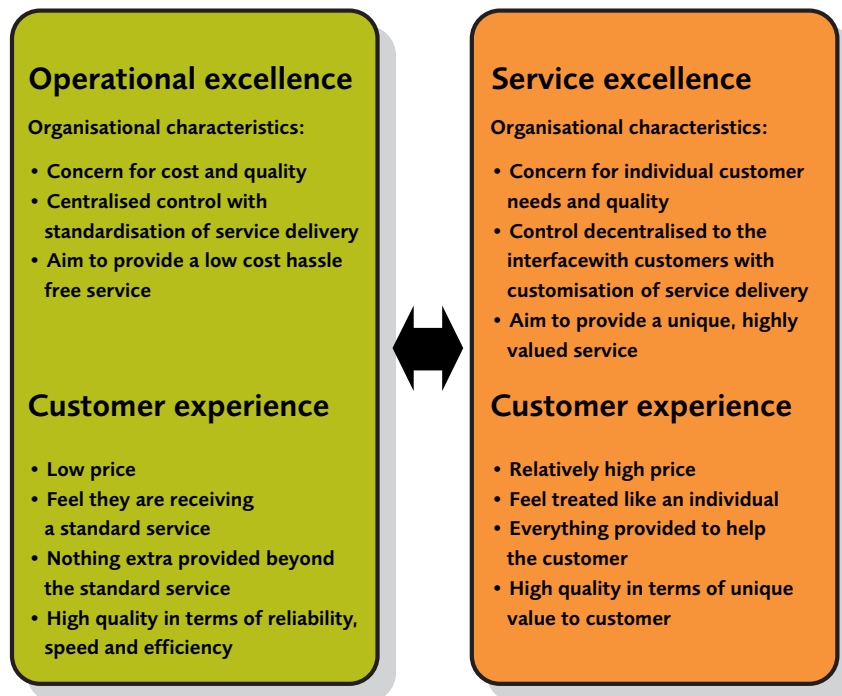 Operational excellence
Organisational characteristics:
• Concern for cost and quality
• Centralised control with
standardisation of service delivery
• Aim to provide a low cost hassle
free service
Customer experience
• Low price
• Feel they are receiving
a standard service
• Nothing extra provided beyond
the standard service
• High quality in terms of reliability,
speed and efficiency
Service excellence
Organisational characteristics:
• Concern for individual customer
needs and quality
• Control decentralised to the
interfacewith customers with
customisation of service delivery
• Aim to provide a unique, highly
valued service
Customer experience
• Relatively high price
• Feel treated like an individual
• Everything provided to help
the customer
• High quality in terms of unique
value to customer